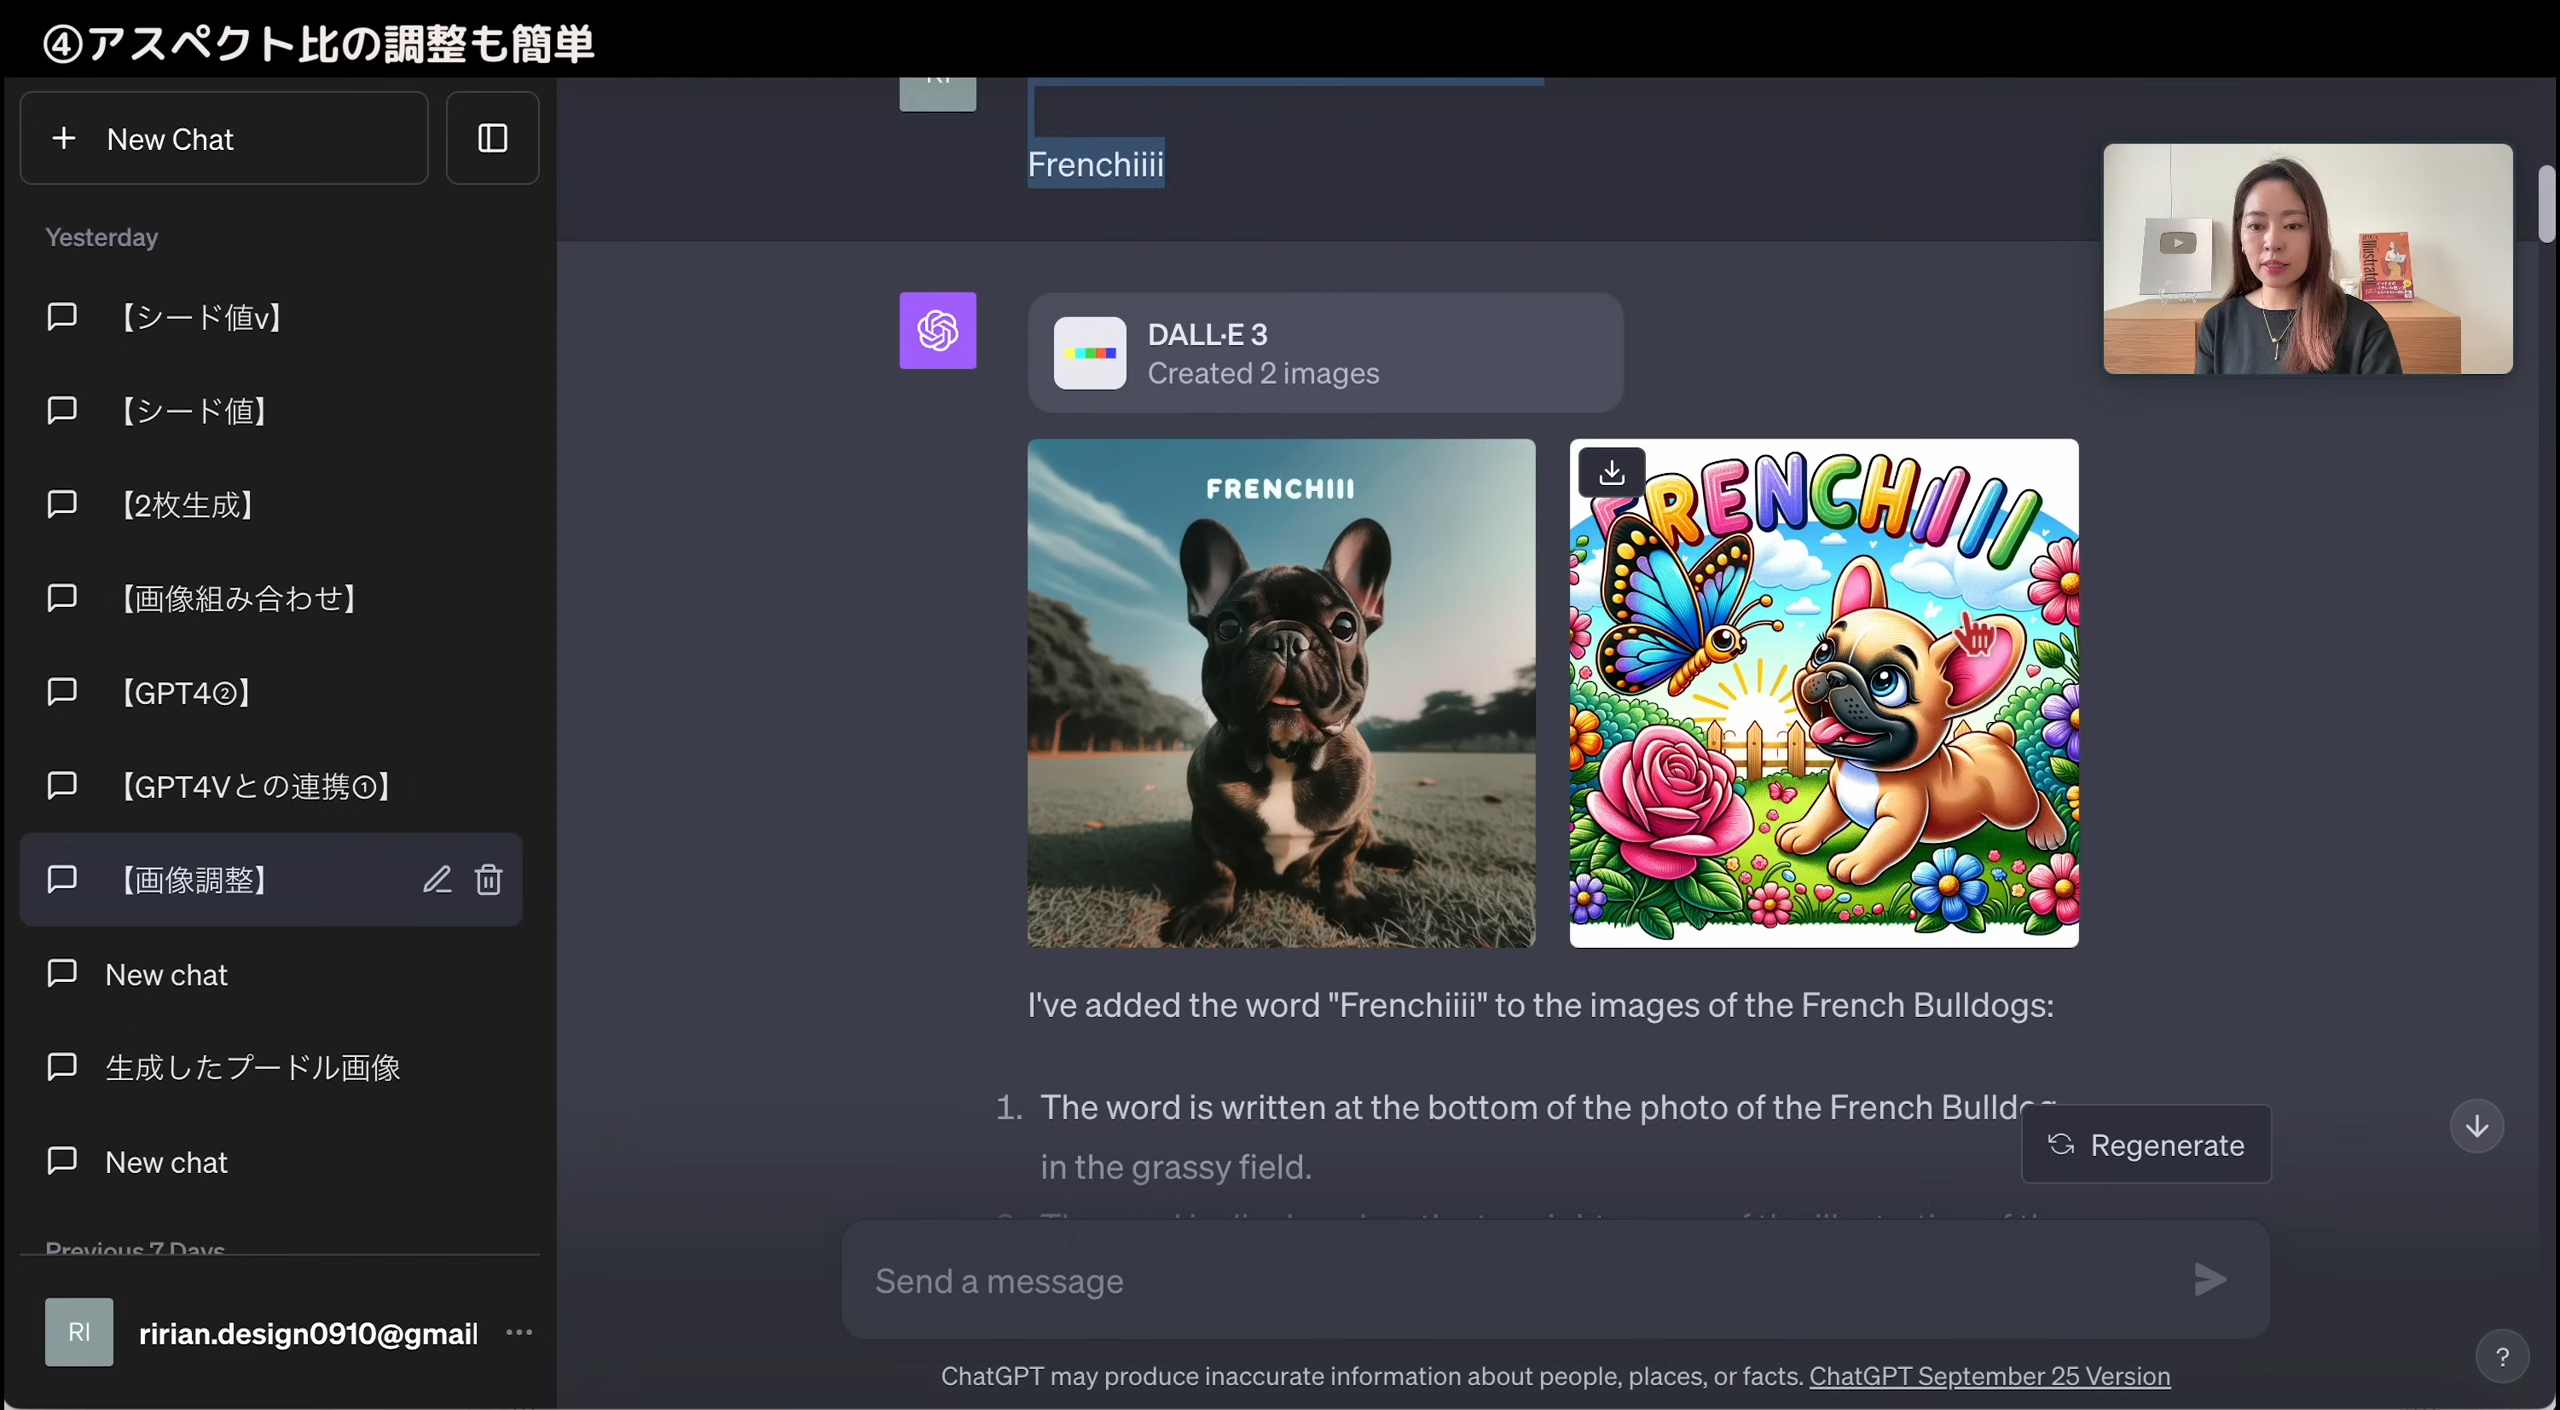 ④アスペクト比の調整も簡単
New Chat
Yesterday
【シード値v】
【シード値】
【2枚生成】
【画像組み合わせ】
【GPT4②】
【GPT4Vとの連携①】
【画像調整】
New chat
生成したプードル画像
New chat
Previous 7 Days
RI
ririan.design0910@gmail
Frenchiiii
DALL·E 3
Created 2 images
FRENCHIII
FRENCHIIII
I've added the word "Frenchiiii" to the images of the French Bulldogs:
1. The word is written at the bottom of the photo of the French Bulldog
in the grassy field.
Regenerate
Send a message
ChatGPT may produce inaccurate information about people, places, or facts. ChatGPT September 25 Version
?
Illustrator